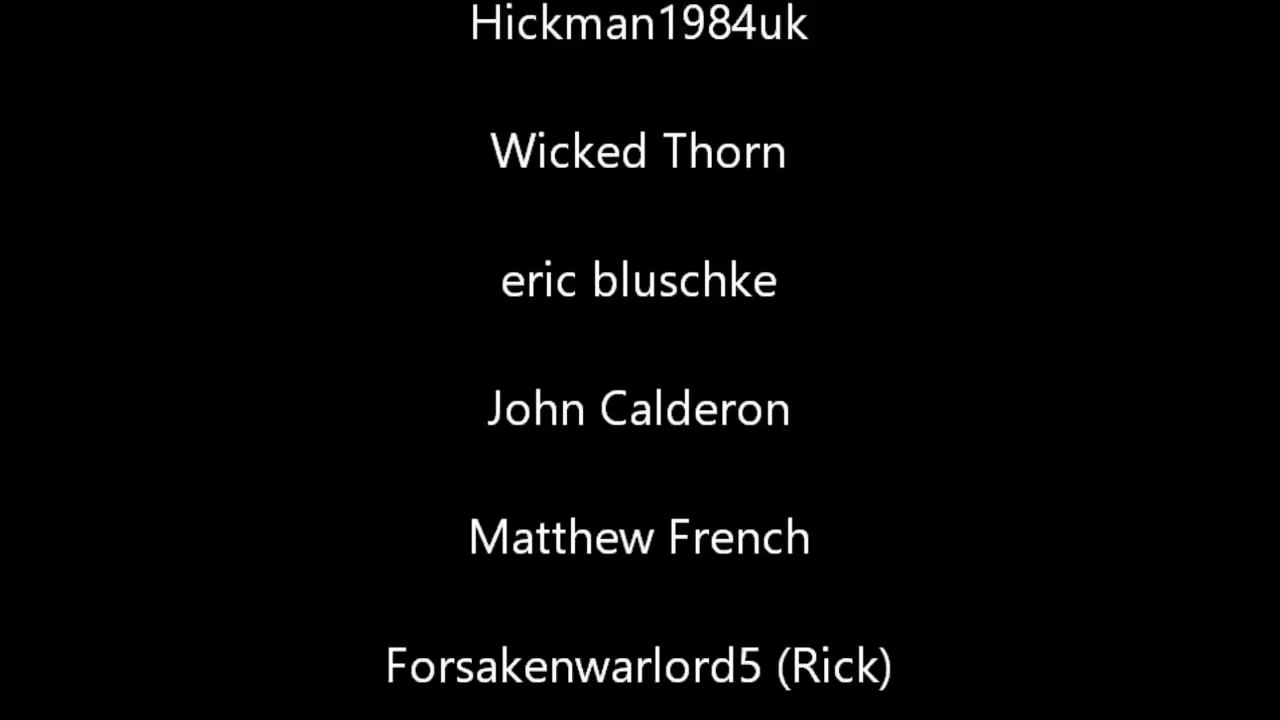 Hickman1984uk
Wicked Thorn
eric bluschke
John Calderon
Matthew French
Forsakenwarlord5 (Rick)